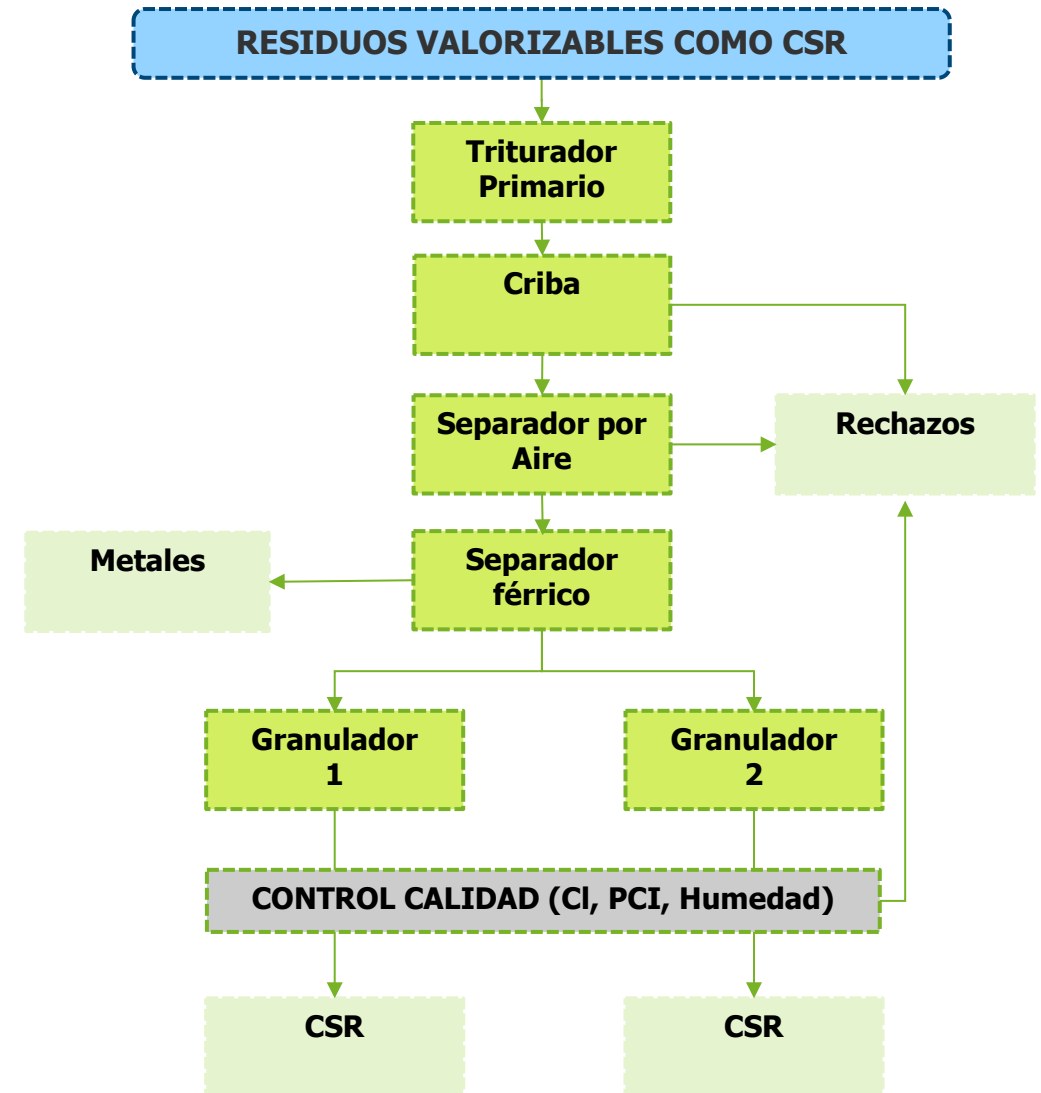 RESIDUOS VALORIZABLES COMO CSR
Triturador
Primario
Criba
Separador por
Aire
Rechazos
Metales
Separador
férrico
Granulador
1
Granulador
2
CONTROL CALIDAD (Cl, PCI, Humedad)
CSR
CSR